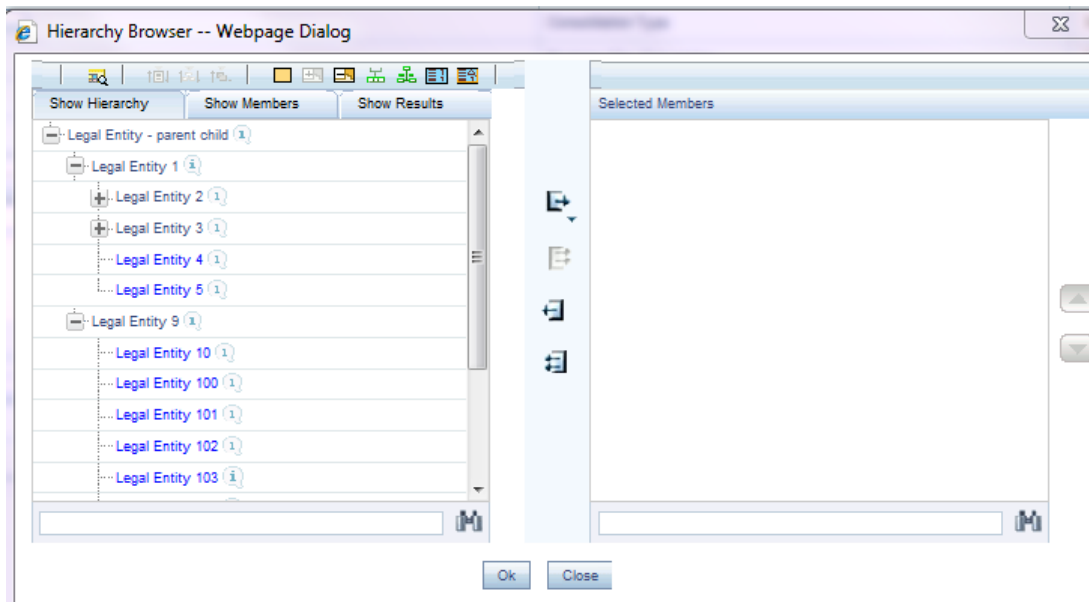 Hierarchy Browser -- Webpage Dialog
Show Hierarchy Show Members Show Results
Selected Members
Legal Entity - parent child
Legal Entity 1
Legal Entity 2
Legal Entity 3
Legal Entity 4
Legal Entity 5
Legal Entity 9
Legal Entity 10
Legal Entity 100
Legal Entity 101
Legal Entity 102
Legal Entity 103
Ok Close